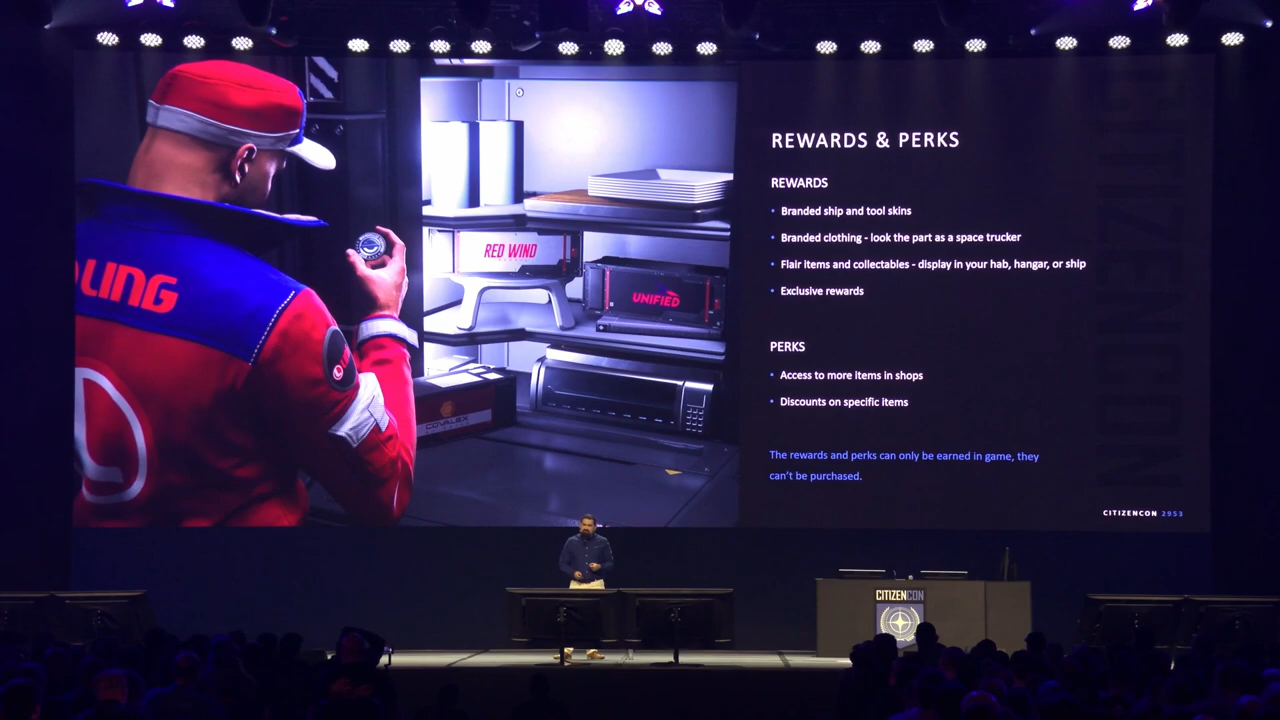 REWARDS & PERKS
REWARDS
• Branded ship and tool skins
• Branded clothing - look the part as a space trucker
• Flair items and collectables - display in your hab, hangar, or ship
• Exclusive rewards
PERKS
• Access to more items in shops
• Discounts on specific items
The rewards and perks can only be earned in game, they
can't be purchased.
CITIZENCON 2953
LING
RED WIND
UNIFIED
COVALEX
CITIZENCON
CITIZENCON